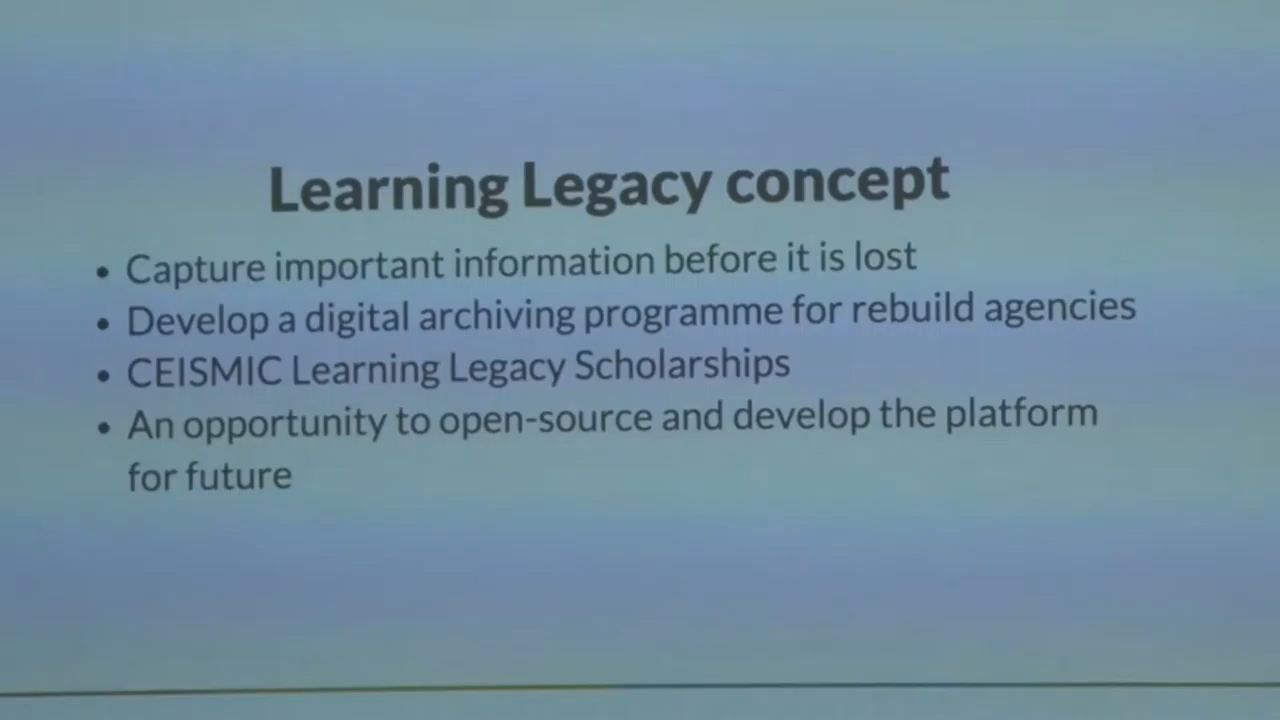 Learning Legacy concept
• Capture important information before it is lost
• Develop a digital archiving programme for rebuild agencies
• CEISMIC Learning Legacy Scholarships
• An opportunity to open-source and develop the platform
for future